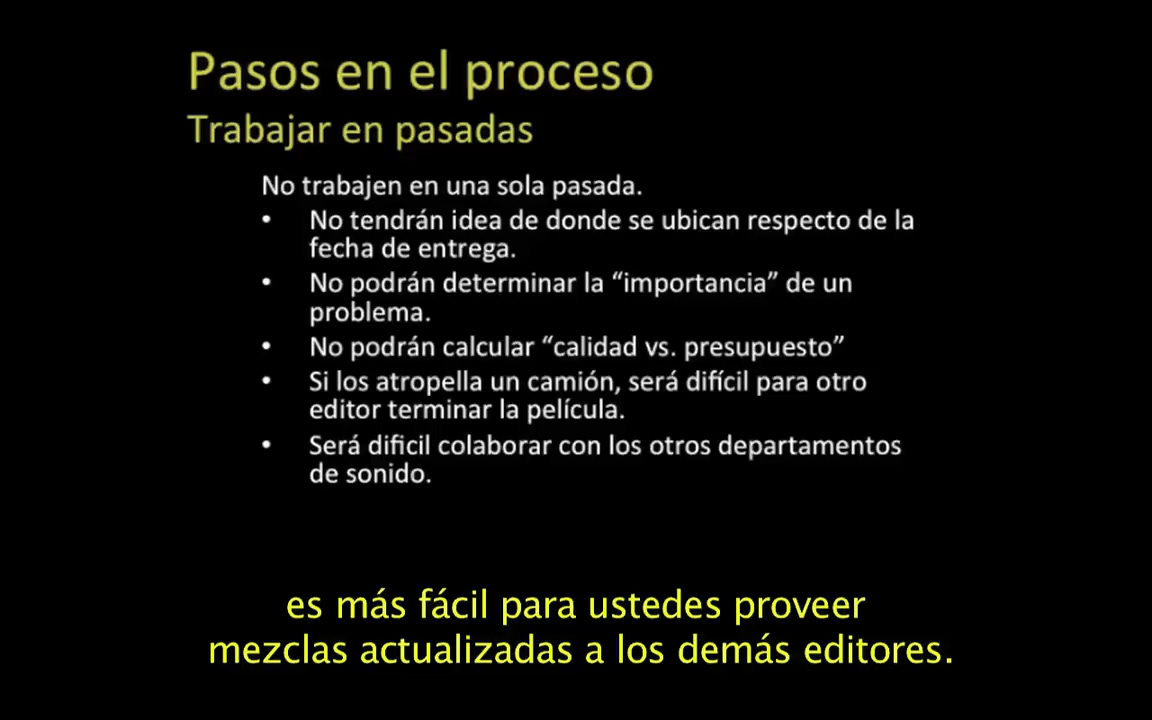 Pasos en el proceso
Trabajar en pasadas
No trabajen en una sola pasada.
• No tendrán idea de donde se ubican respecto de la
fecha de entrega.
• No podrán determinar la “importancia” de un
problema.
• No podrán calcular “calidad vs. presupuesto”
• Si los atropella un camión, será difícil para otro
editor terminar la película.
• Será dificil colaborar con los otros departamentos
de sonido.
es más fácil para ustedes proveer
mezclas actualizadas a los demás editores.